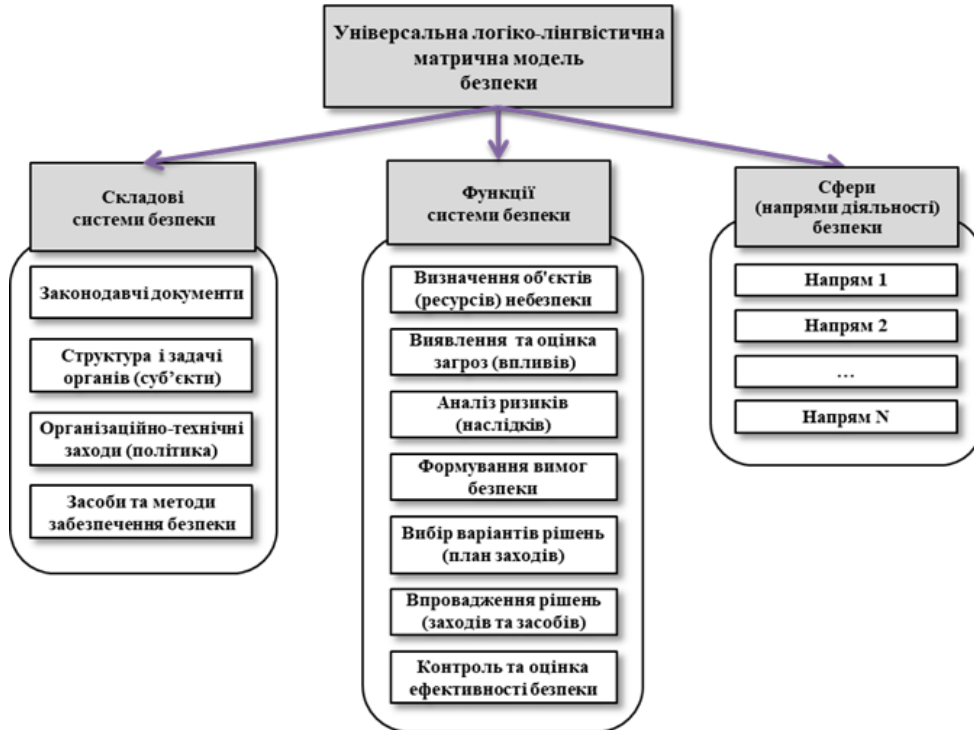 Універсальна логіко-лінгвістична
матрична модель
безпеки
Складові
системи безпеки
Законодавчі документи
Структура і задачі
органів (суб’єкти)
Організаційно-технічні
заходи (політика)
Засоби та методи
забезпечення безпеки
Функції
системи безпеки
Визначення об'єктів
(ресурсів) небезпеки
Виявлення та оцінка
загроз (впливів)
Аналіз ризиків
(наслідків)
Формування вимог
безпеки
Вибір варіантів рішень
(план заходів)
Впровадження рішень
(заходів та засобів)
Контроль та оцінка
ефективності безпеки
Сфери
(напрями діяльності)
безпеки
Напрям 1
Напрям 2
…
Напрям N